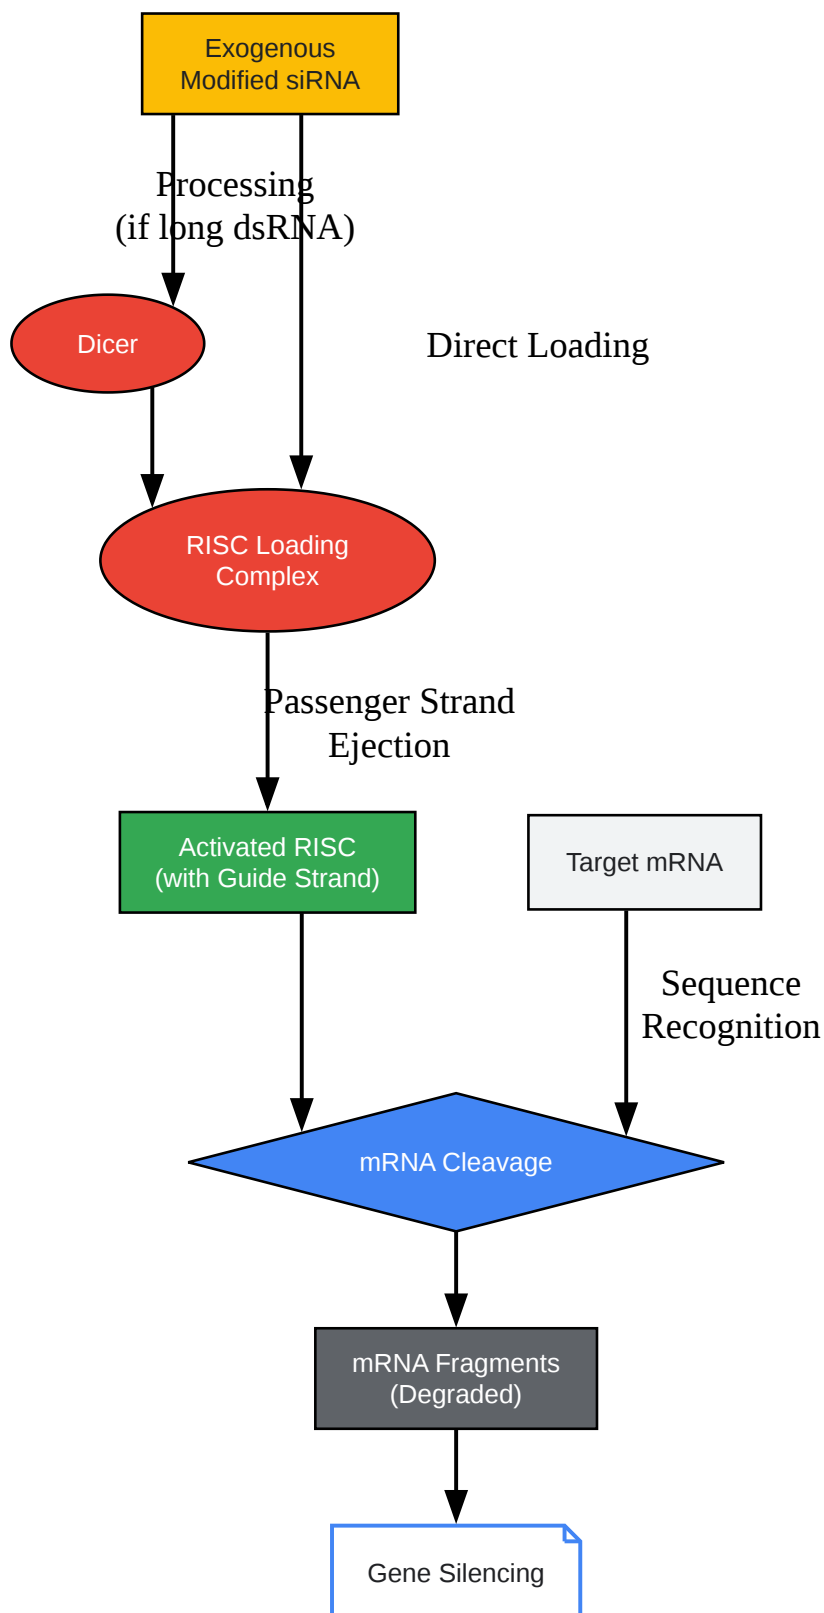 Exogenous
Modified siRNA
Processing
(if long dsRNA)
Dicer
Direct Loading
RISC Loading
Complex
Passenger Strand
Ejection
Activated RISC
(with Guide Strand)
Target mRNA
Sequence
Recognition
mRNA Cleavage
mRNA Fragments
(Degraded)
Gene Silencing